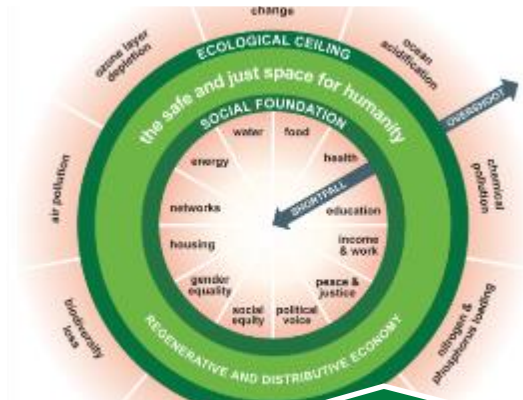 change
ozone layer
depletion
ocean
acidification
ECOLOGICAL CEILING
the safe and just space for humanity
OVERSHOOT
SOCIAL FOUNDATION
water
food
energy
health
SHORTFALL
air pollution
chemical
pollution
networks
education
housing
income
& work
gender
equality
peace &
justice
social
equity
political
voice
biodiversity
loss
nitrogen &
phosphorus loading
REGENERATIVE AND DISTRIBUTIVE ECONOMY